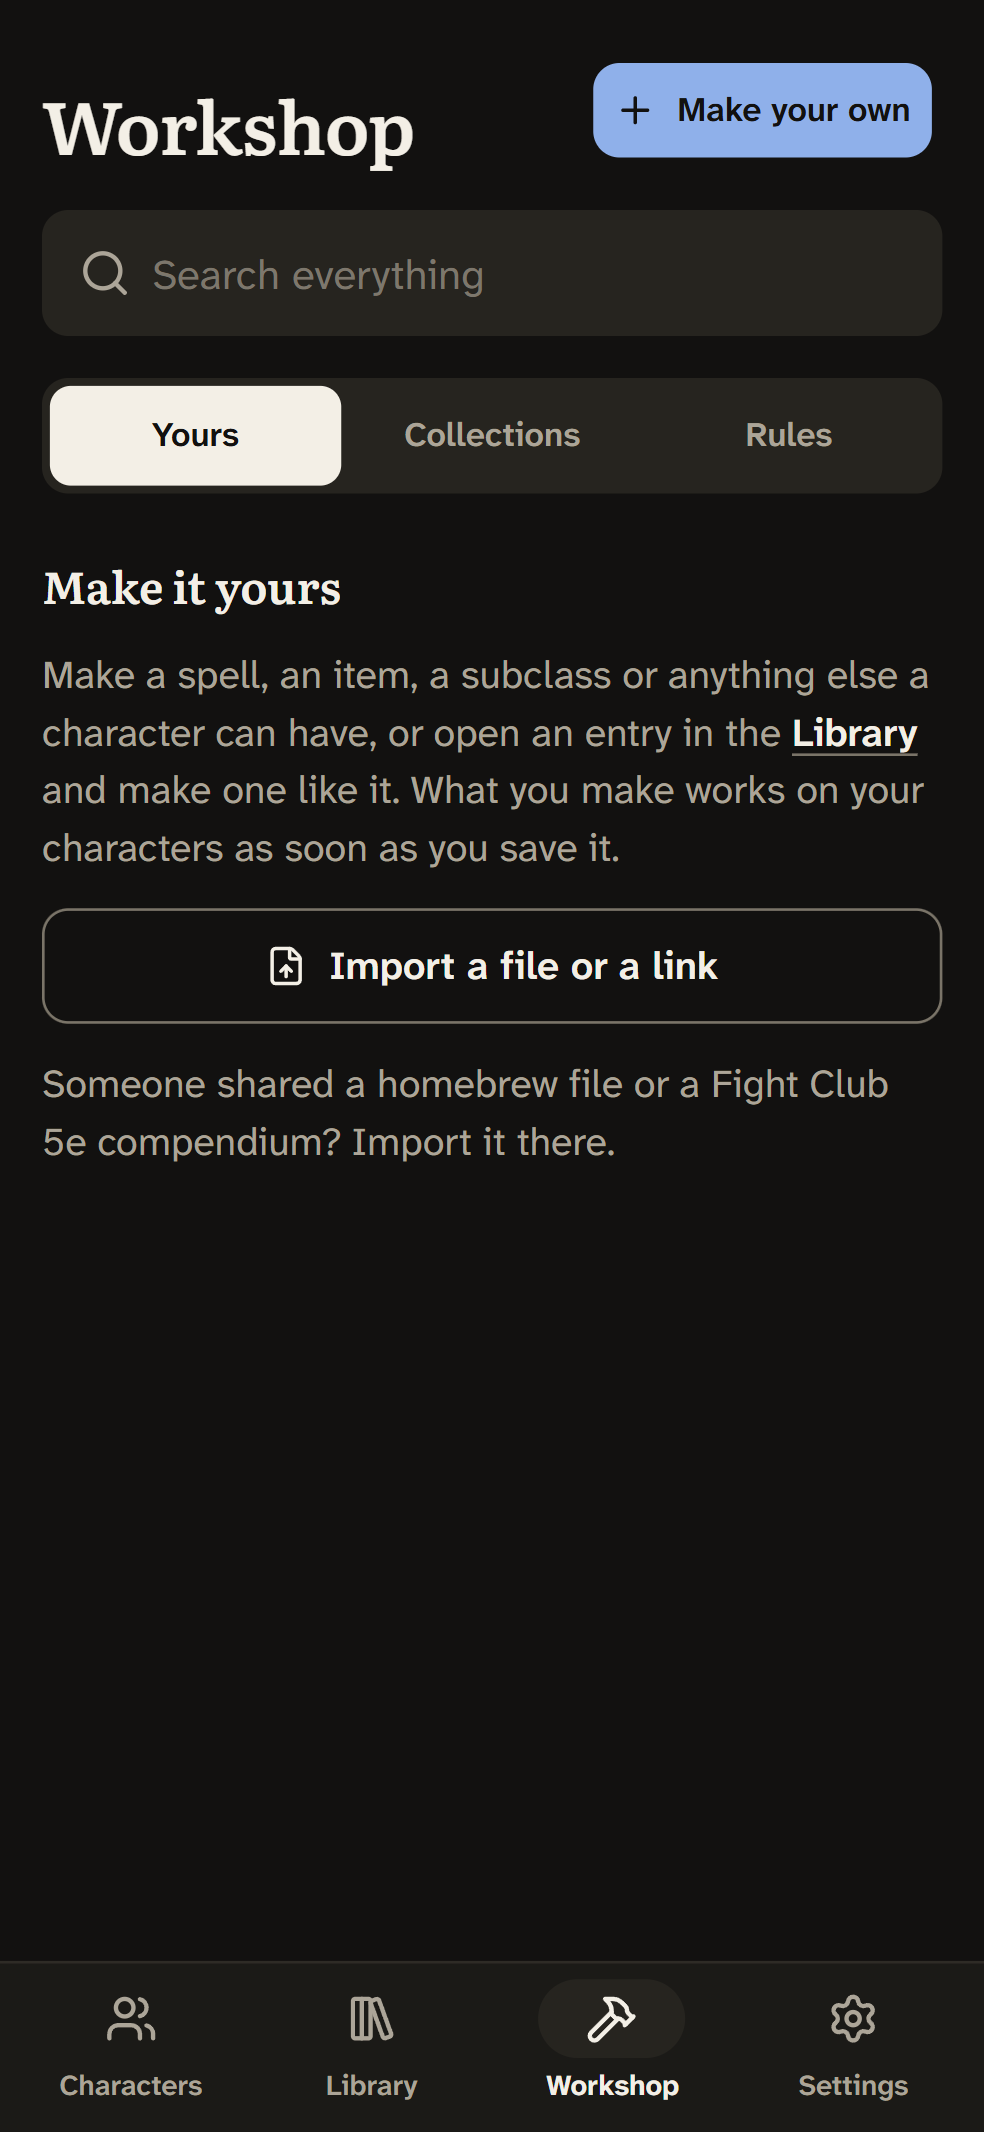 Workshop
Make your own
Search everything
Yours
Collections
Rules
Make it yours
Make a spell, an item, a subclass or anything else a
character can have, or open an entry in the Library
and make one like it. What you make works on your
characters as soon as you save it.
Import a file or a link
Someone shared a homebrew file or a Fight Club
5e compendium? Import it there.
Characters
Library
Workshop
Settings